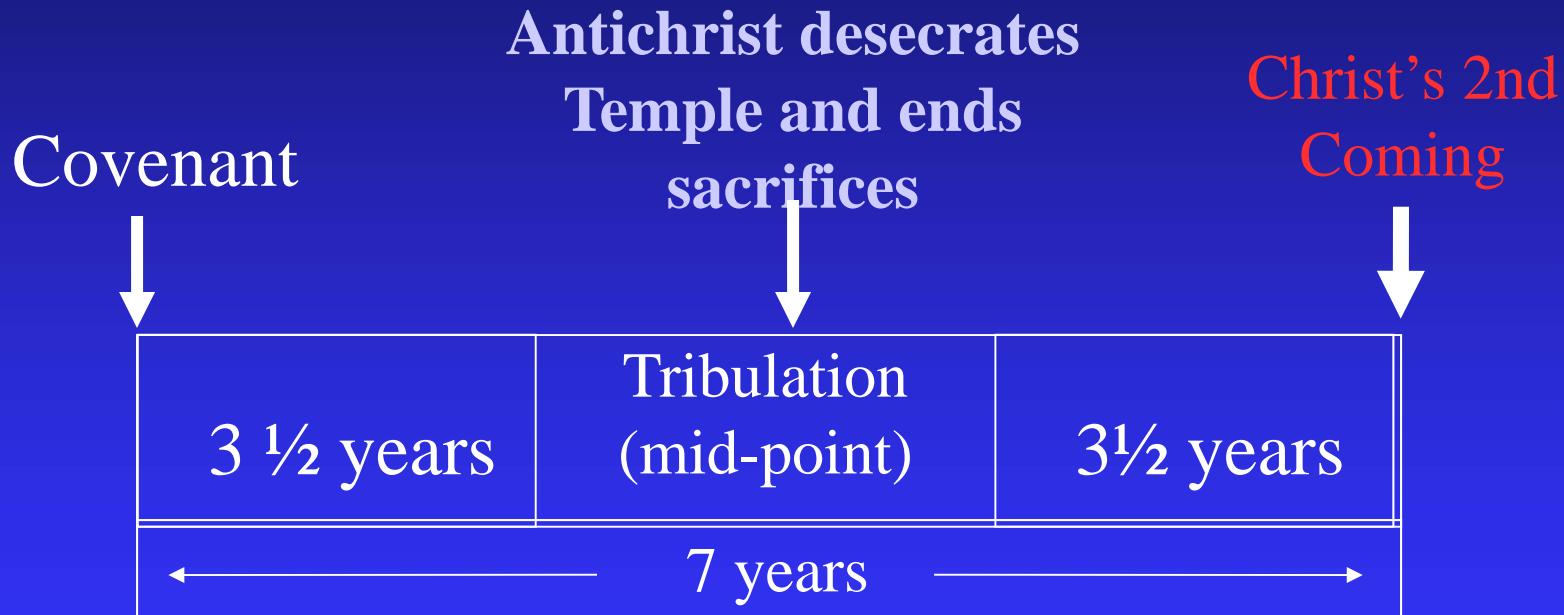 Antichrist desecrates
Temple and ends
sacrifices
Christ’s 2nd
Coming
Covenant
3 ½ years
Tribulation
(mid-point)
3½ years
7 years